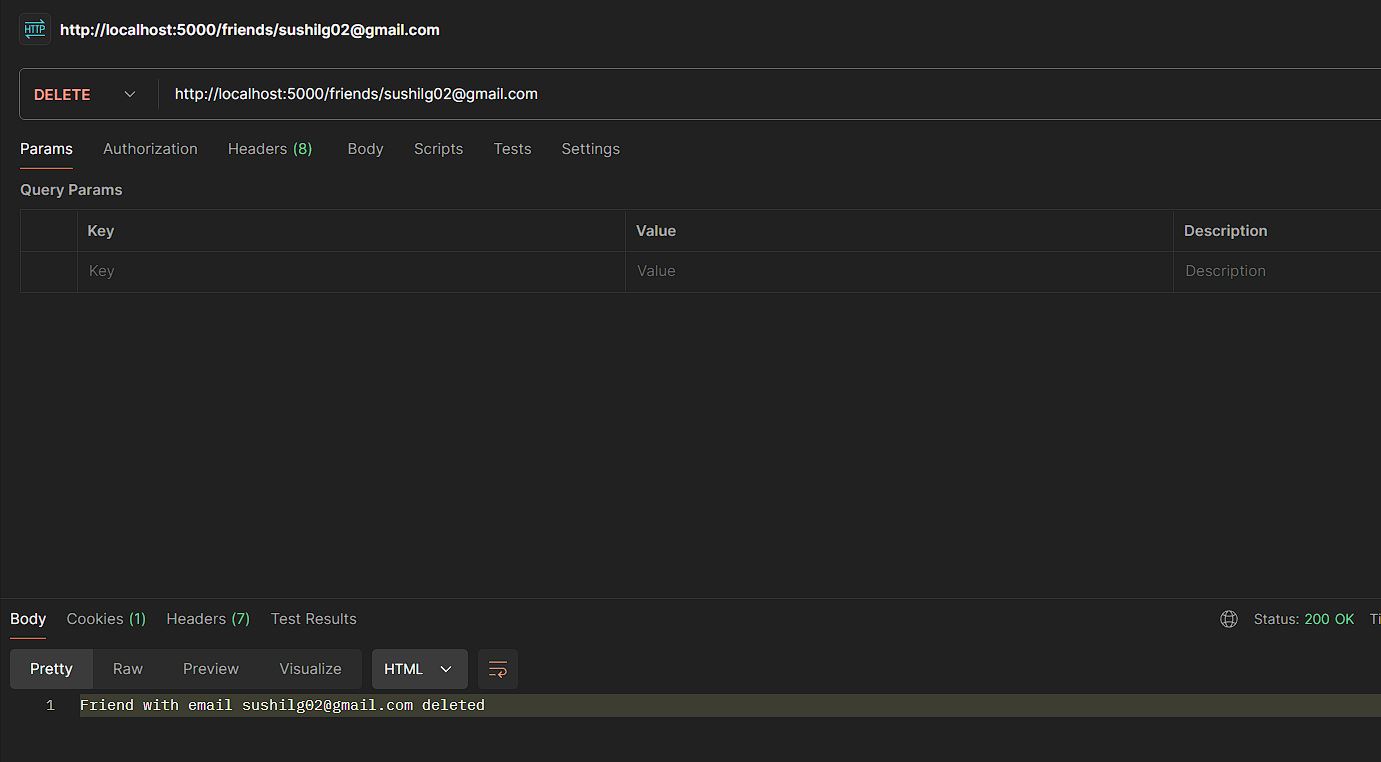 HTTP http://localhost:5000/friends/sushilg02@gmail.com
DELETE http://localhost:5000/friends/sushilg02@gmail.com
Params Authorization Headers (8) Body Scripts Tests Settings
Query Params
Key Value Description
Key Value Description
Body Cookies (1) Headers (7) Test Results Status: 200 OK Ti
Pretty Raw Preview Visualize HTML
1 Friend with email sushilg02@gmail.com deleted